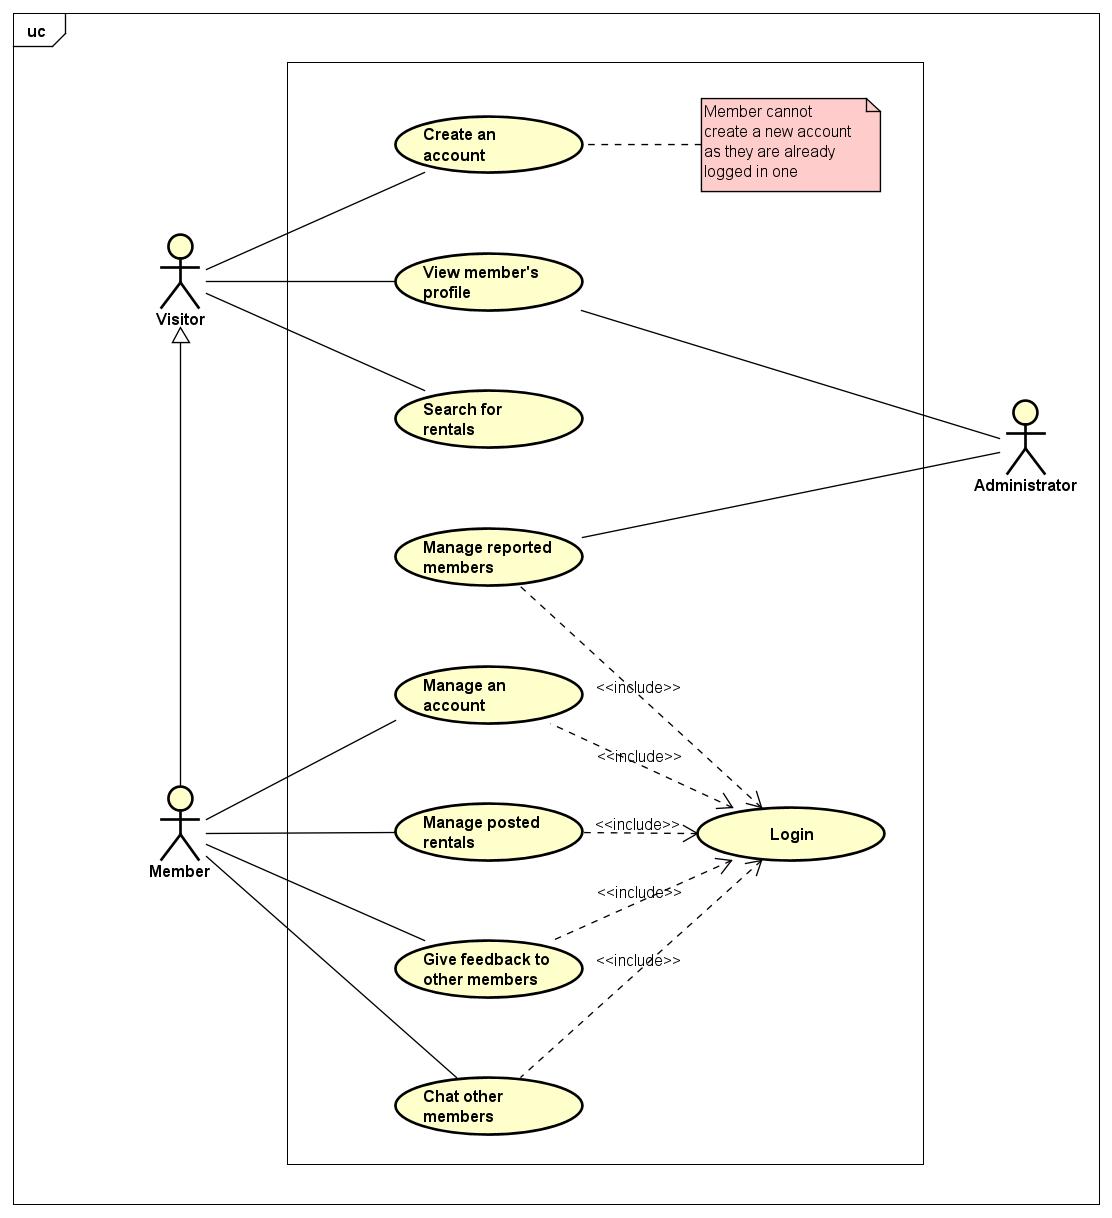 uc
Create an
account
Member cannot
create a new account
as they are already
logged in one
View member's
profile
Visitor
Search for
rentals
Administrator
Manage reported
members
<<include>>
Manage an
account
<<include>>
Manage posted
rentals
<<include>>
Login
Member
<<include>>
Give feedback to
other members
<<include>>
Chat other
members